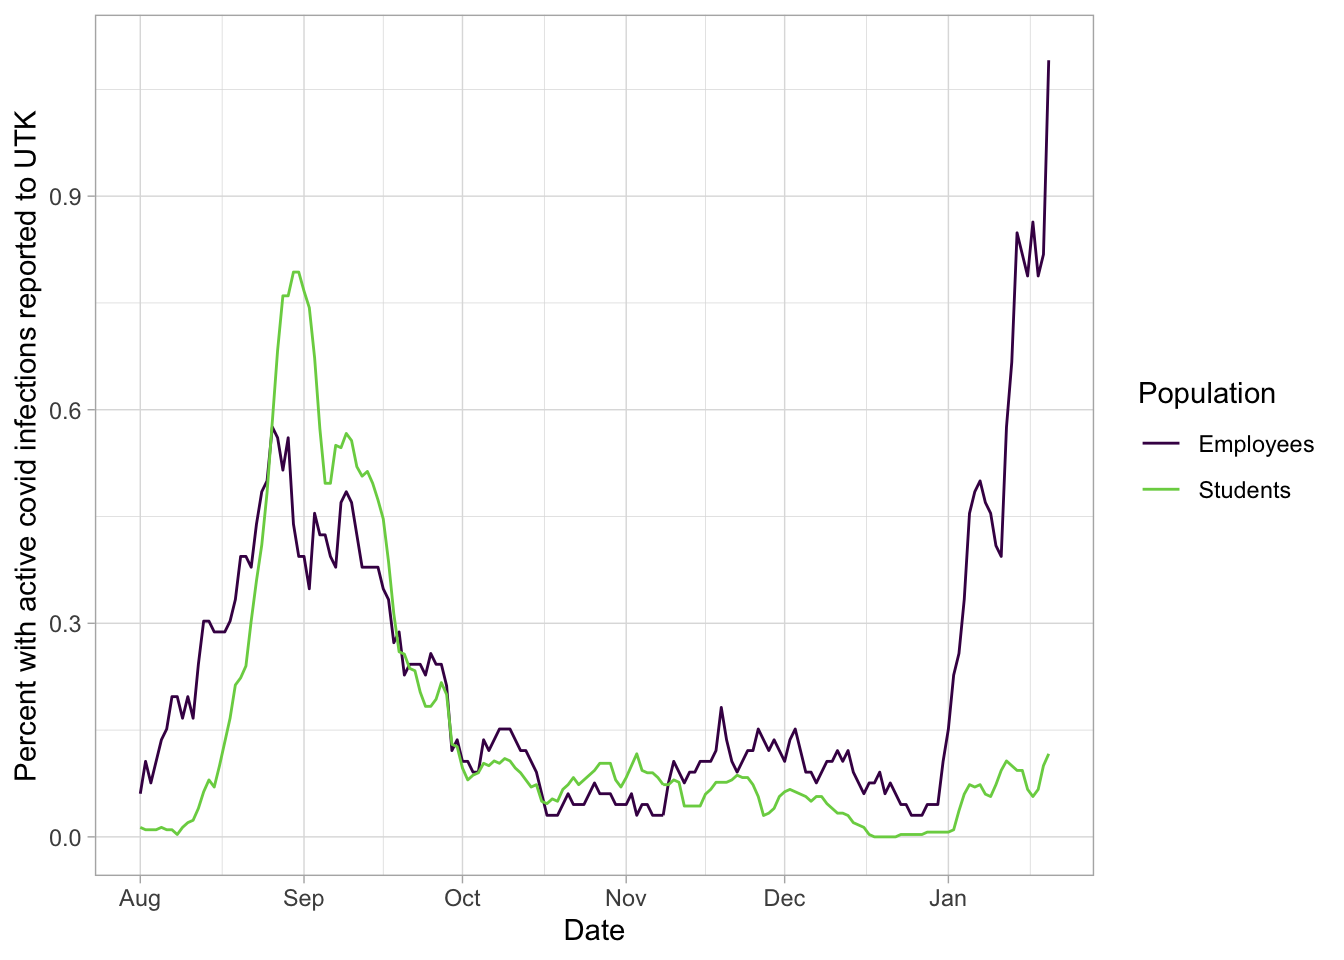 Percent with active covid infections reported to UTK
0.9
0.6
0.3
0.0
Aug Sep Oct Nov Dec Jan
Date
Population
Employees
Students